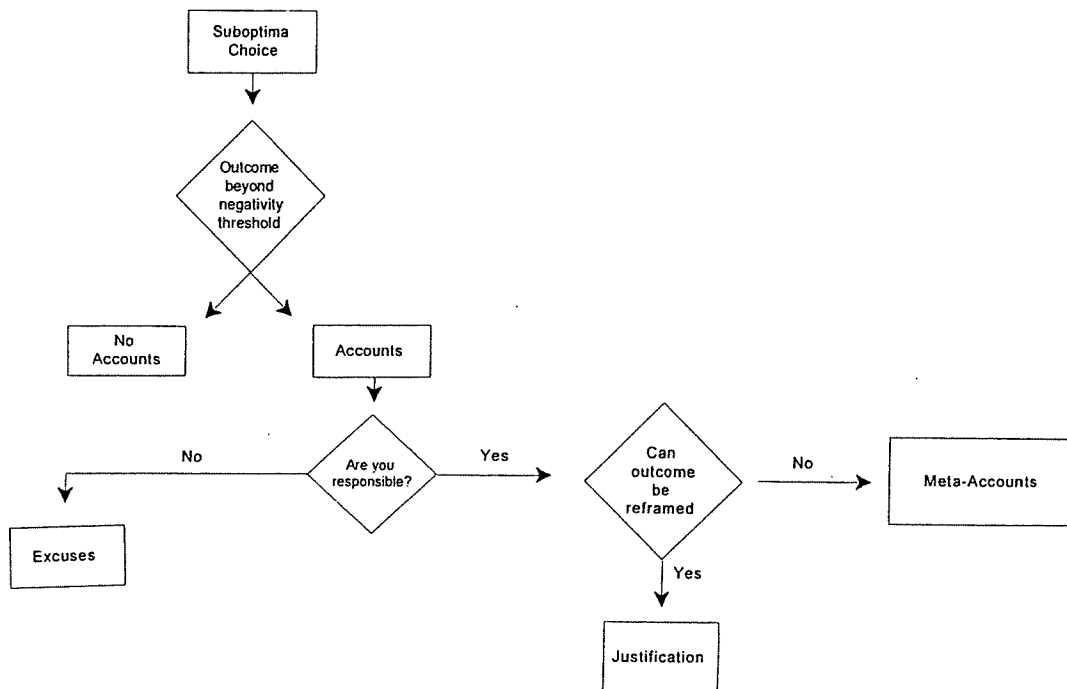 Suboptima
Choice
Outcome
beyond
negativity
threshold
No
Accounts
Accounts
No
Are you
responsible?
Yes
Can
outcome
be
reframed
No
Meta-Accounts
Excuses
Yes
Justification